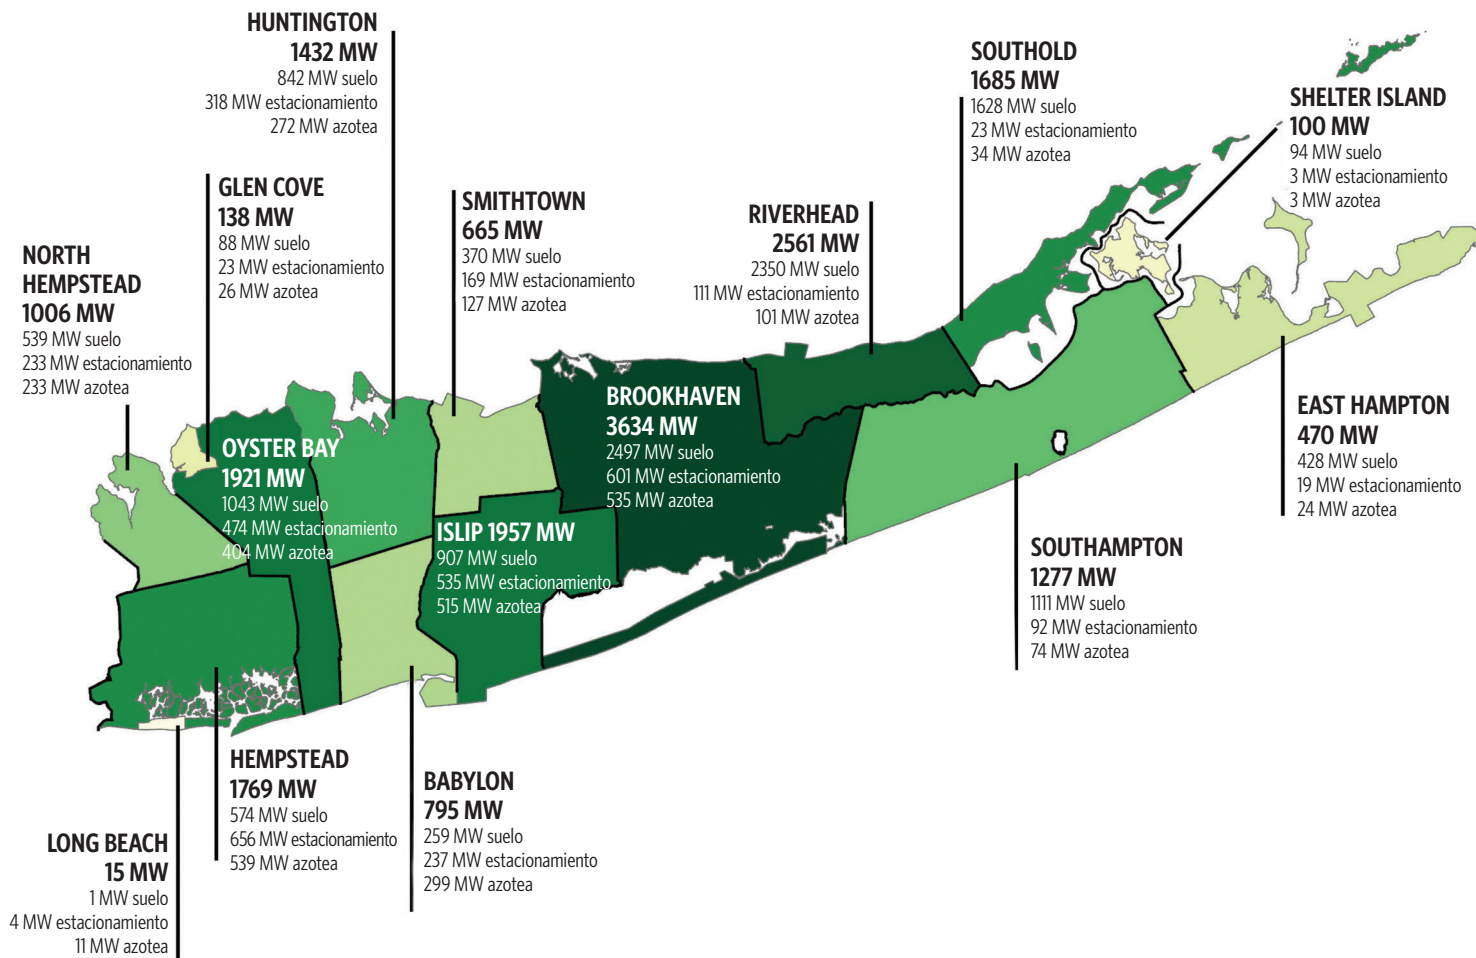 HUNTINGTON
1432 MW
842 MW suelo
318 MW estacionamiento
272 MW azotea
SOUTHOLD
1685 MW
1628 MW suelo
23 MW estacionamiento
34 MW azotea
SHELTER ISLAND
100 MW
94 MW suelo
3 MW estacionamiento
3 MW azotea
GLEN COVE
138 MW
88 MW suelo
23 MW estacionamiento
26 MW azotea
SMITHTOWN
665 MW
370 MW suelo
169 MW estacionamiento
127 MW azotea
RIVERHEAD
2561 MW
2350 MW suelo
111 MW estacionamiento
101 MW azotea
NORTH
HEMPSTEAD
1006 MW
539 MW suelo
233 MW estacionamiento
233 MW azotea
BROOKHAVEN
3634 MW
2497 MW suelo
601 MW estacionamiento
535 MW azotea
EAST HAMPTON
470 MW
428 MW suelo
19 MW estacionamiento
24 MW azotea
OYSTER BAY
1921 MW
1043 MW suelo
474 MW estacionamiento
404 MW azotea
ISLIP 1957 MW
907 MW suelo
535 MW estacionamiento
515 MW azotea
SOUTHAMPTON
1277 MW
1111 MW suelo
92 MW estacionamiento
74 MW azotea
HEMPSTEAD
1769 MW
574 MW suelo
656 MW estacionamiento
539 MW azotea
BABYLON
795 MW
259 MW suelo
237 MW estacionamiento
299 MW azotea
LONG BEACH
15 MW
1 MW suelo
4 MW estacionamiento
11 MW azotea